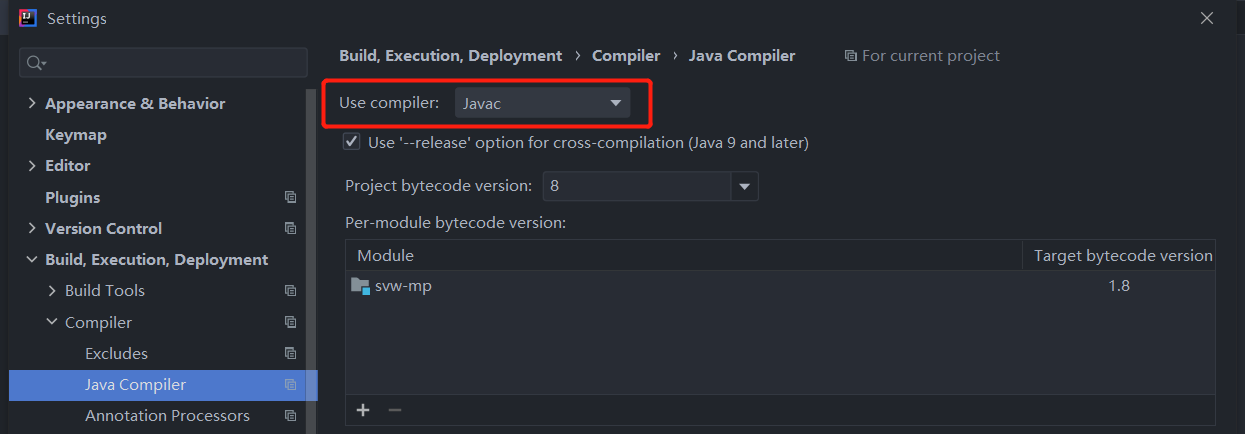 Settings
Build, Execution, Deployment › Compiler › Java Compiler For current project
Appearance & Behavior
Keymap
Editor
Plugins
Version Control
Build, Execution, Deployment
Build Tools
Compiler
Excludes
Java Compiler
Annotation Processors
Use compiler: Javac
Use '--release' option for cross-compilation (Java 9 and later)
Project bytecode version: 8
Per-module bytecode version:
Module Target bytecode version
svw-mp 1.8